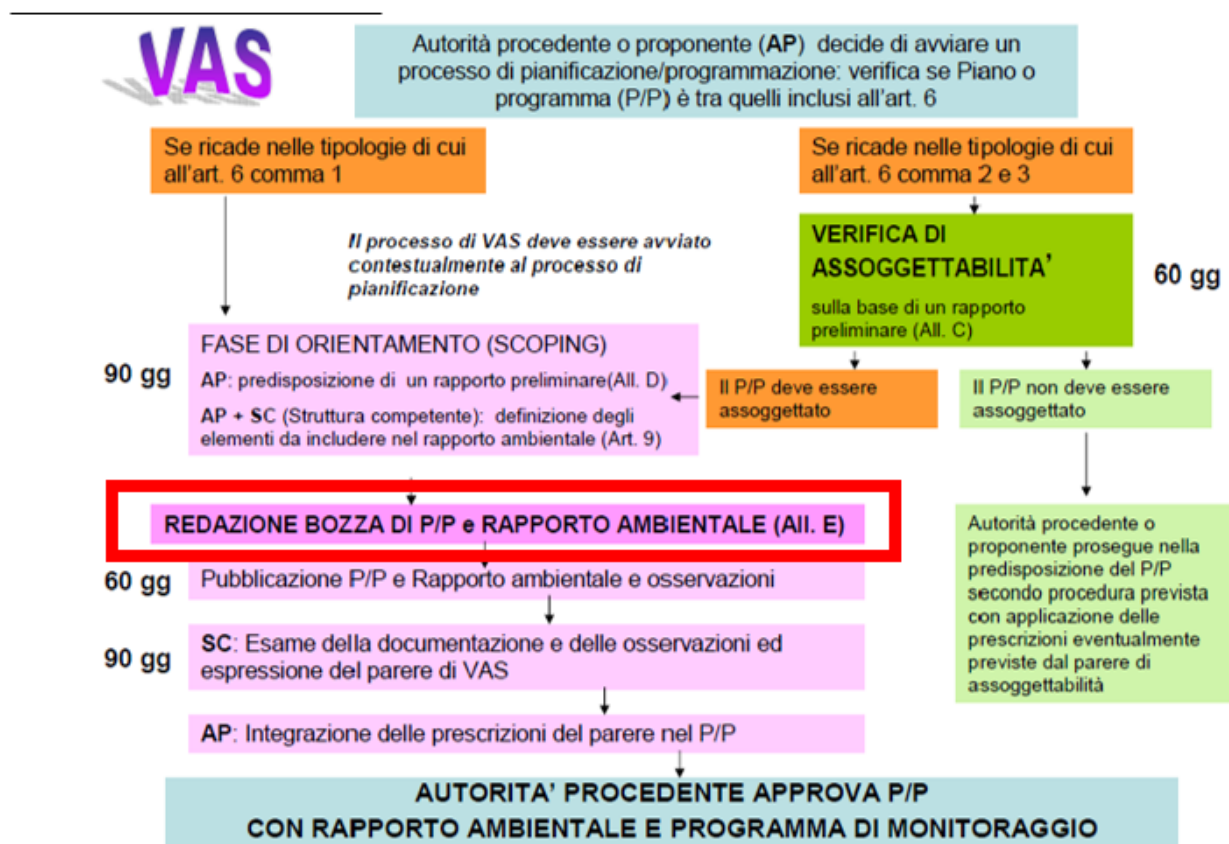 VAS
Autorità procedente o proponente (AP) decide di avviare un
processo di pianificazione/programmazione: verifica se Piano o
programma (P/P) è tra quelli inclusi all'art. 6
Se ricade nelle tipologie di cui
all'art. 6 comma 1
Se ricade nelle tipologie di cui
all'art. 6 comma 2 e 3
Il processo di VAS deve essere avviato
contestualmente al processo di
pianificazione
VERIFICA DI
ASSOGGETTABILITA'
sulla base di un rapporto
preliminare (All. C)
60 gg
90 gg
FASE DI ORIENTAMENTO (SCOPING)
AP: predisposizione di un rapporto preliminare(All. D)
AP + SC (Struttura competente): definizione degli
elementi da includere nel rapporto ambientale (Art. 9)
Il P/P deve essere
assoggettato
Il P/P non deve essere
assoggettato
REDAZIONE BOZZA DI P/P e RAPPORTO AMBIENTALE (All. E)
60 gg
Pubblicazione P/P e Rapporto ambientale e osservazioni
90 gg
SC: Esame della documentazione e delle osservazioni ed
espressione del parere di VAS
AP: Integrazione delle prescrizioni del parere nel P/P
Autorità procedente o
proponente prosegue nella
predisposizione del P/P
secondo procedura prevista
con applicazione delle
prescrizioni eventualmente
previste dal parere di
assoggettabilità
AUTORITA' PROCEDENTE APPROVA P/P
CON RAPPORTO AMBIENTALE E PROGRAMMA DI MONITORAGGIO